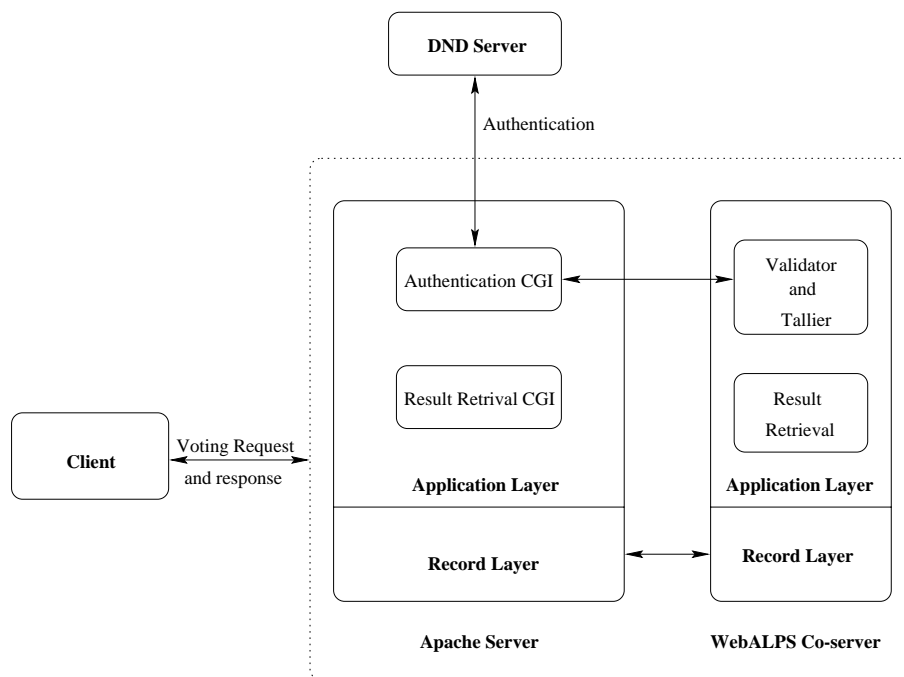 DND Server
Authentication
Authentication CGI
Validator
and
Tallier
Result Retrival CGI
Result
Retrieval
Client
Voting Request
and response
Application Layer
Application Layer
Record Layer
Record Layer
Apache Server
WebALPS Co-server